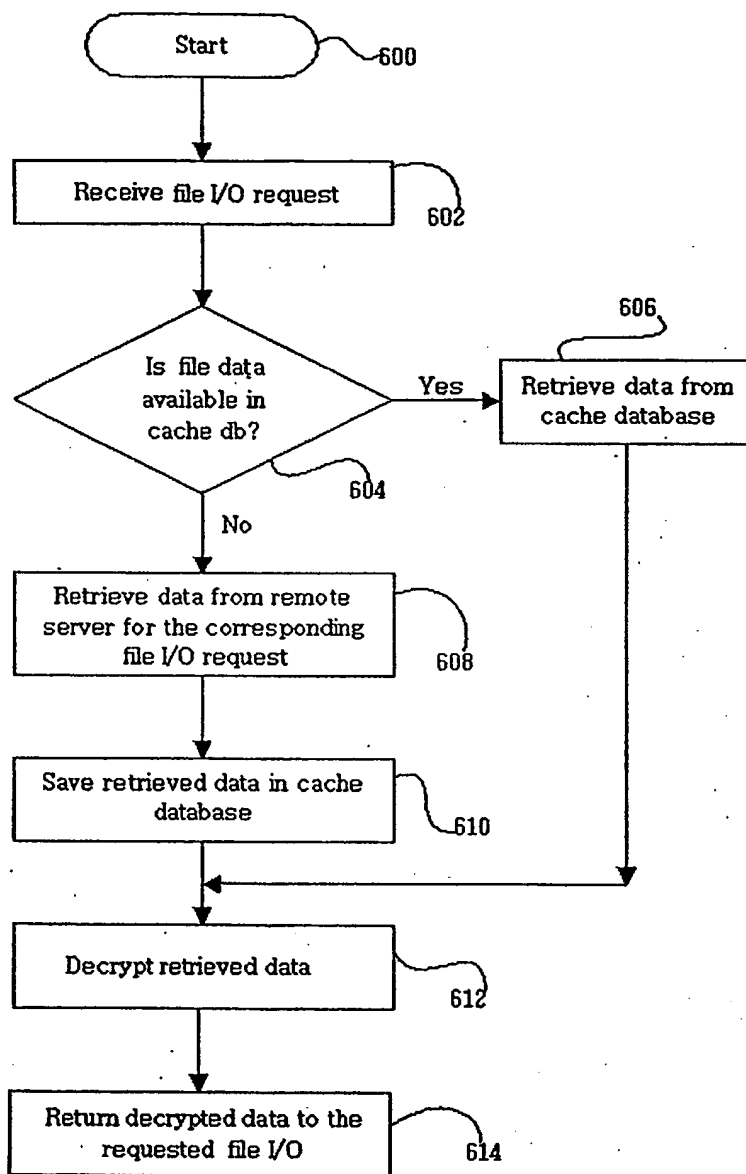 Start
600
Receive file I/O request
602
Is file data
available in
cache db?
604
Yes
606
Retrieve data from
cache database
No
Retrieve data from remote
server for the corresponding
file I/O request
608
Save retrieved data in cache
database
610
Decrypt retrieved data
612
Return decrypted data to the
requested file I/O
614